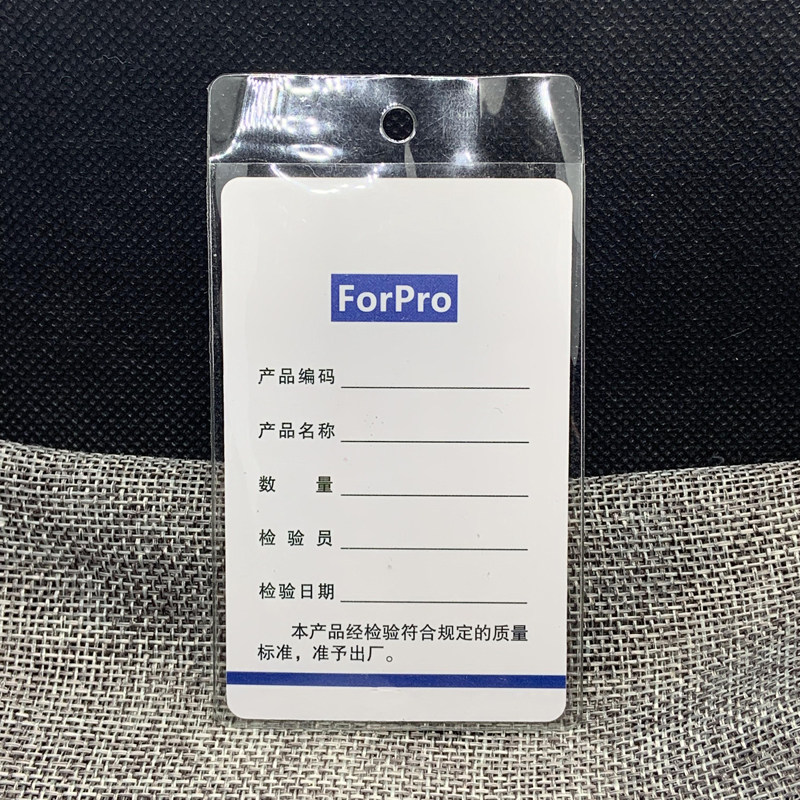 ForPro
产品编码
产品名称
数 量
检验员
检验日期
本产品经检验符合规定的质量
标准，准予出厂。